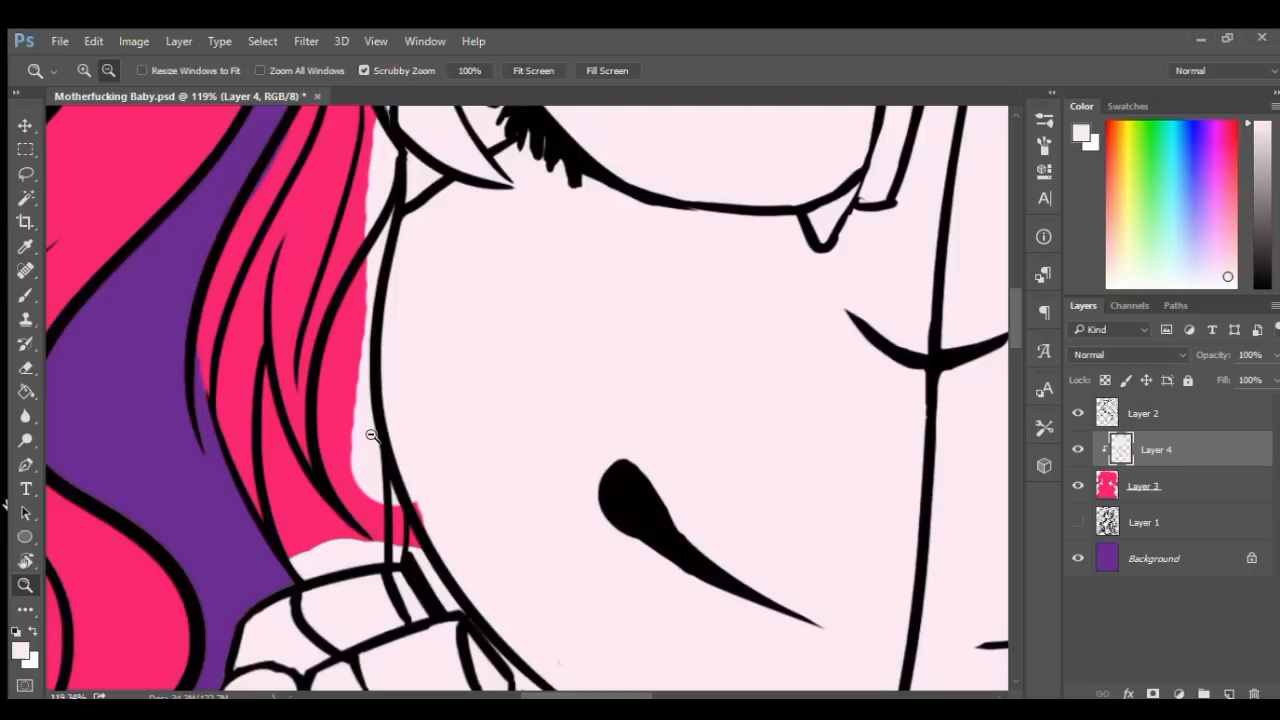 Ps File Edit Image Layer Type Select Filter 3D View Window Help
Resize Windows to Fit Zoom All Windows Scrubby Zoom 100% Fit Screen Fill Screen Normal
Motherfucking Baby.psd @ 119% (Layer 4, RGB/8) *
Color Swatches
Layers Channels Paths
Kind
Normal Opacity: 100%
Lock: Fill: 100%
Layer 2
Layer 4
Layer 3
Layer 1
Background
fx